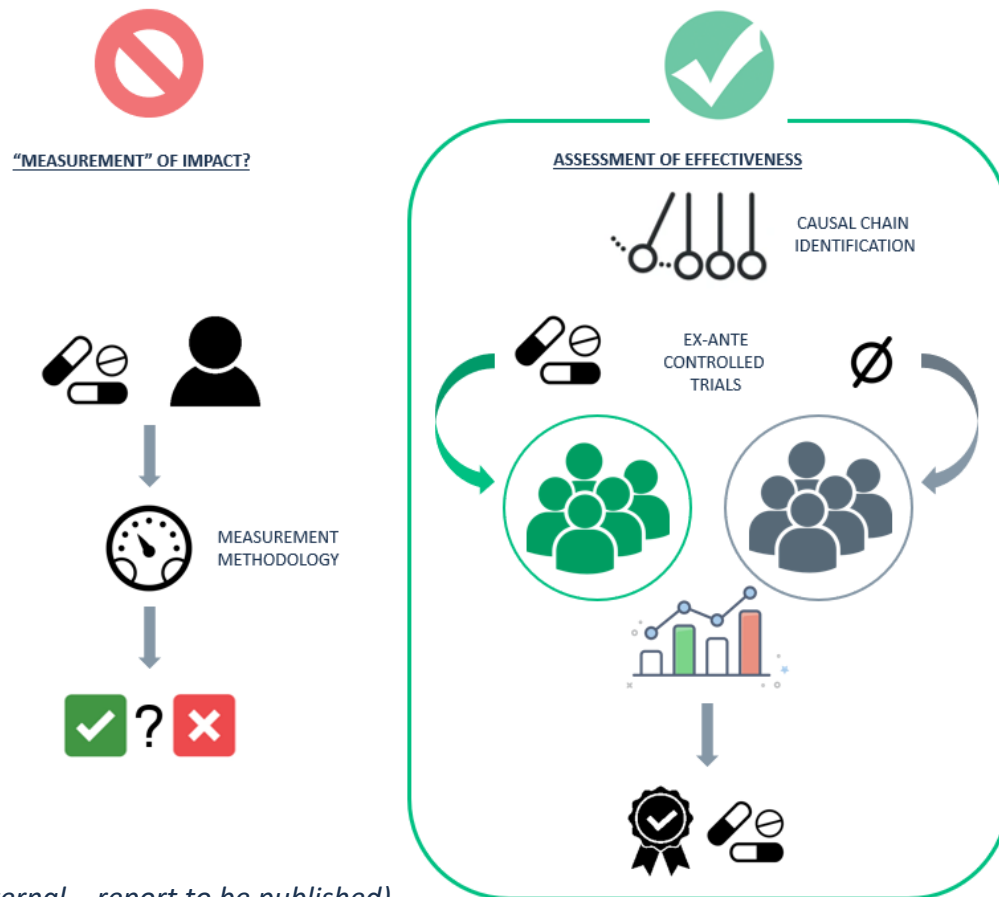 "MEASUREMENT" OF IMPACT?
ASSESSMENT OF EFFECTIVENESS
CAUSAL CHAIN
IDENTIFICATION
EX-ANTE
CONTROLLED
TRIALS
MEASUREMENT
METHODOLOGY
?
report to be published)